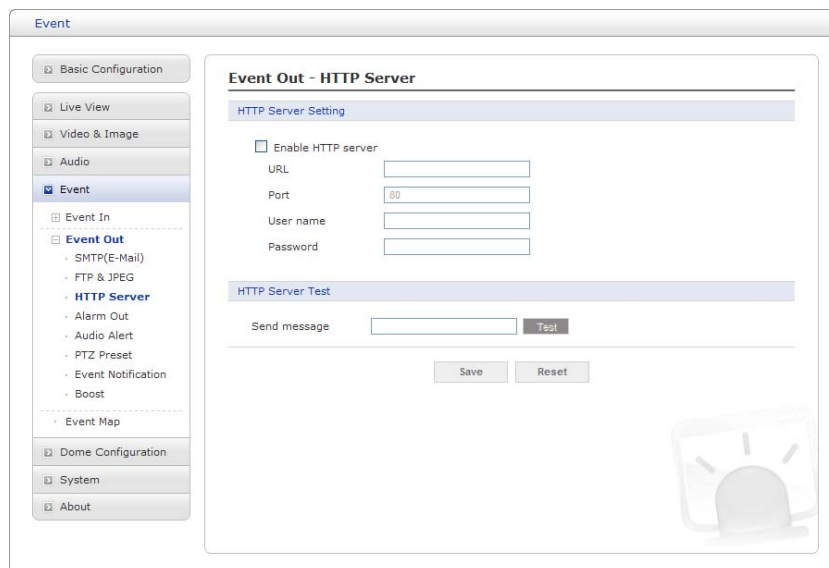 Event
Basic Configuration
Live View
Video & Image
Audio
Event
Event In
Event Out
SMTP(E-Mail)
FTP & JPEG
HTTP Server
Alarm Out
Audio Alert
PTZ Preset
Event Notification
Boost
Event Map
Dome Configuration
System
About
Event Out - HTTP Server
HTTP Server Setting
Enable HTTP server
URL
Port 80
User name
Password
HTTP Server Test
Send message Test
Save Reset